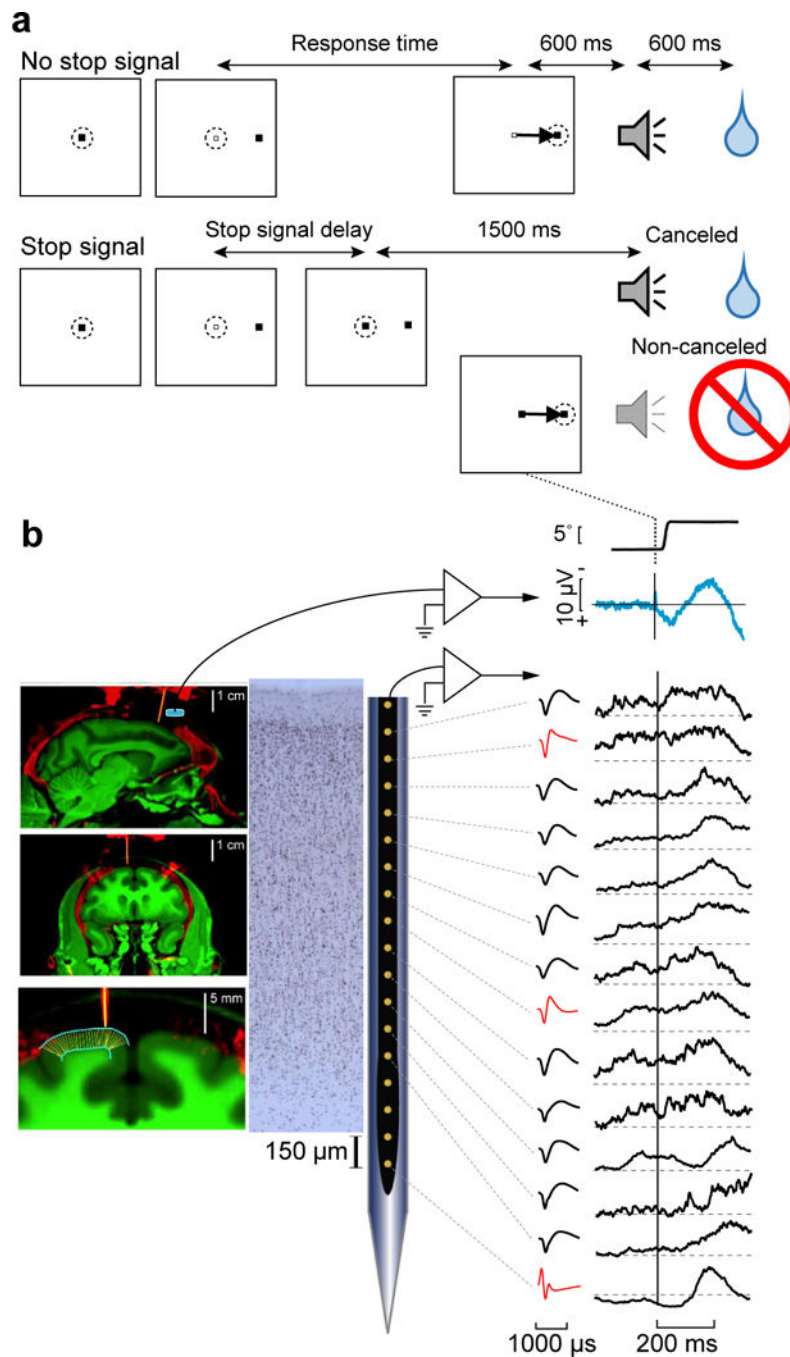 a
No stop signal
Response time
600 ms
600 ms
Stop signal
Stop signal delay
1500 ms
Canceled
Non-canceled
b
5°
10 µV
-
+
1 cm
1 cm
5 mm
150 µm
1000 µs
200 ms